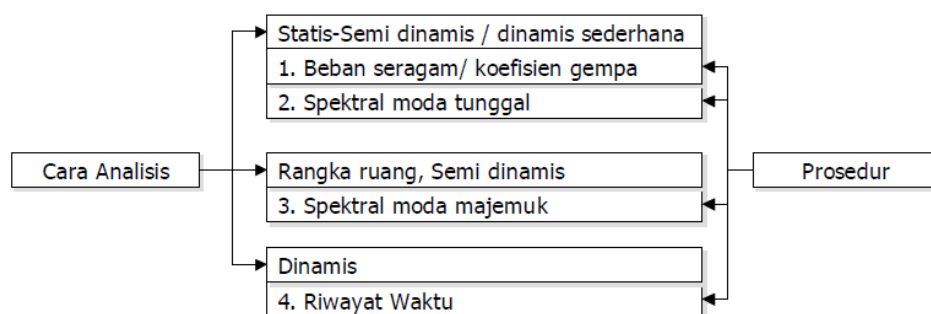 Statis-Semi dinamis / dinamis sederhana
1. Beban seragam/ koefisien gempa
2. Spektral moda tunggal
Cara Analisis
Rangka ruang, Semi dinamis
Prosedur
3. Spektral moda majemuk
Dinamis
4. Riwayat Waktu